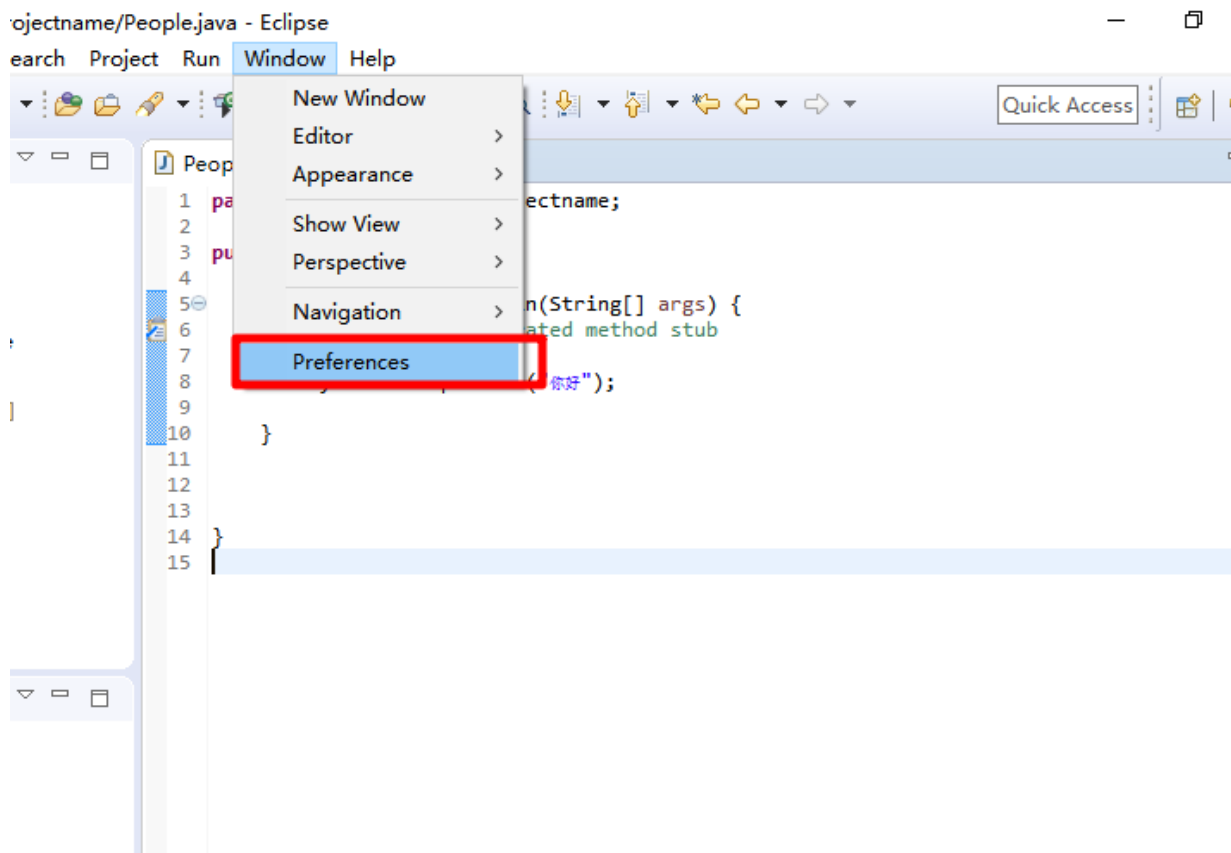 ojectname/People.java - Eclipse
earch Project Run Window Help
New Window
Quick Access
Editor
Appearance
Peop
Show View
Perspective
Navigation
Preferences
1 pa ectname;
2
3 pu
4
5 n(String[] args) {
6 ated method stub
7
8 ("你好");
9
10 }
11
12
13
14 }
15